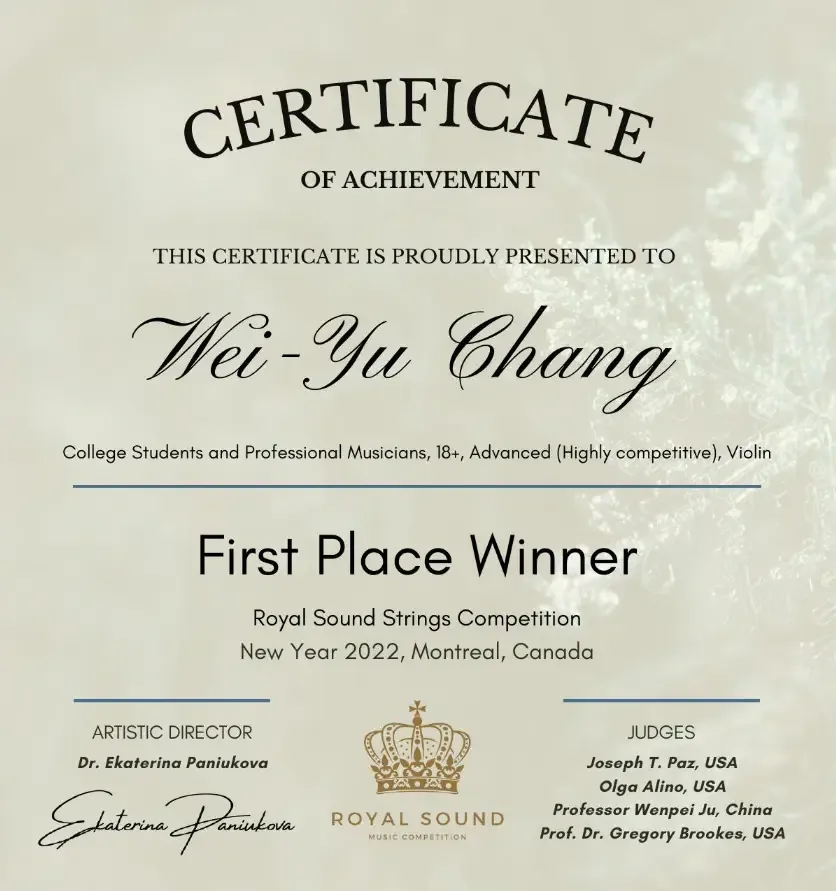 CERTIFICATE
OF ACHIEVEMENT
THIS CERTIFICATE IS PROUDLY PRESENTED TO
Wei-Yu Chang
College Students and Professional Musicians, 18+, Advanced (Highly competitive), Violin
First Place Winner
Royal Sound Strings Competition
New Year 2022, Montreal, Canada
ARTISTIC DIRECTOR
Dr. Ekaterina Paniukova
Ekaterina Paniukova
ROYAL SOUND
MUSIC COMPETITION
JUDGES
Joseph T. Paz, USA
Olga Alino, USA
Professor Wenpei Ju, China
Prof. Dr. Gregory Brookes, USA